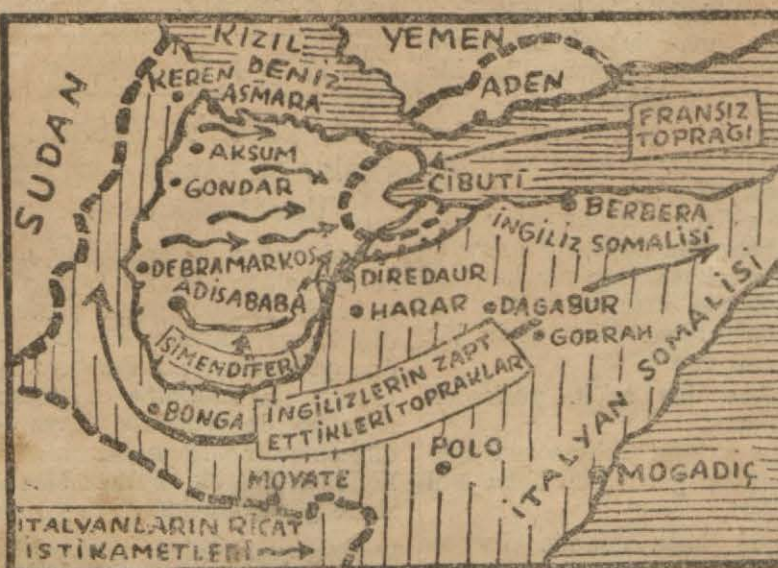 KIZIL
DENİZ
YEMEN
ADEN
SUDAN
KEREN
ASMARA
FRANSIZ
TOPRAĞI
AKSUM
GONDAR
CİBUTİ
BERBERA
İNGİLİZ SOMALİSİ
DEBRAMARKOS
ADİSABABA
DİREDAUR
HARAR
DAGABUR
GORRAH
ŞİMENDİFER
İNGİLİZLERİN ZAPT
ETTİKLERİ TOPRAKLAR
BONGA
POLO
İTALYAN SOMALİSİ
MOYATE
MOGADİÇ
İTALYANLARIN RİCAT
İSTİKAMETLERİ